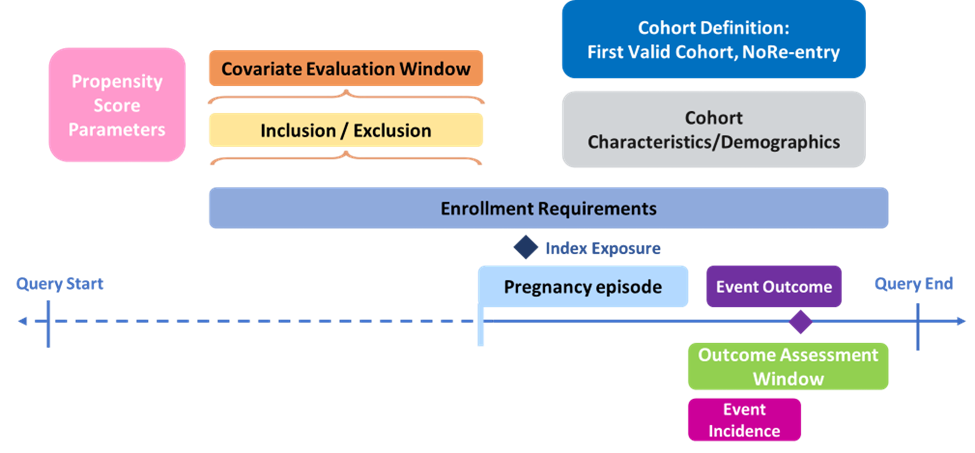 Propensity
Score
Parameters
Covariate Evaluation Window
Inclusion / Exclusion
Cohort Definition:
First Valid Cohort, NoRe-entry
Cohort
Characteristics/Demographics
Enrollment Requirements
Index Exposure
Query Start
Pregnancy episode
Event Outcome
Query End
Outcome Assessment
Window
Event
Incidence